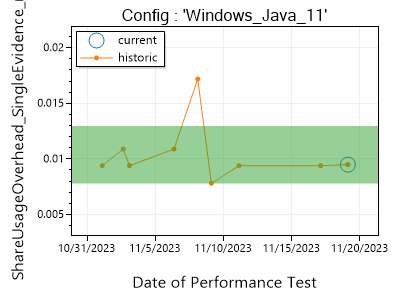 Config : 'Windows_Java_11'
ShareUsageOverhead_SingleEvidence_
current
historic
0.02
0.015
0.01
0.005
10/31/2023 11/5/2023 11/10/2023 11/15/2023 11/20/2023
Date of Performance Test